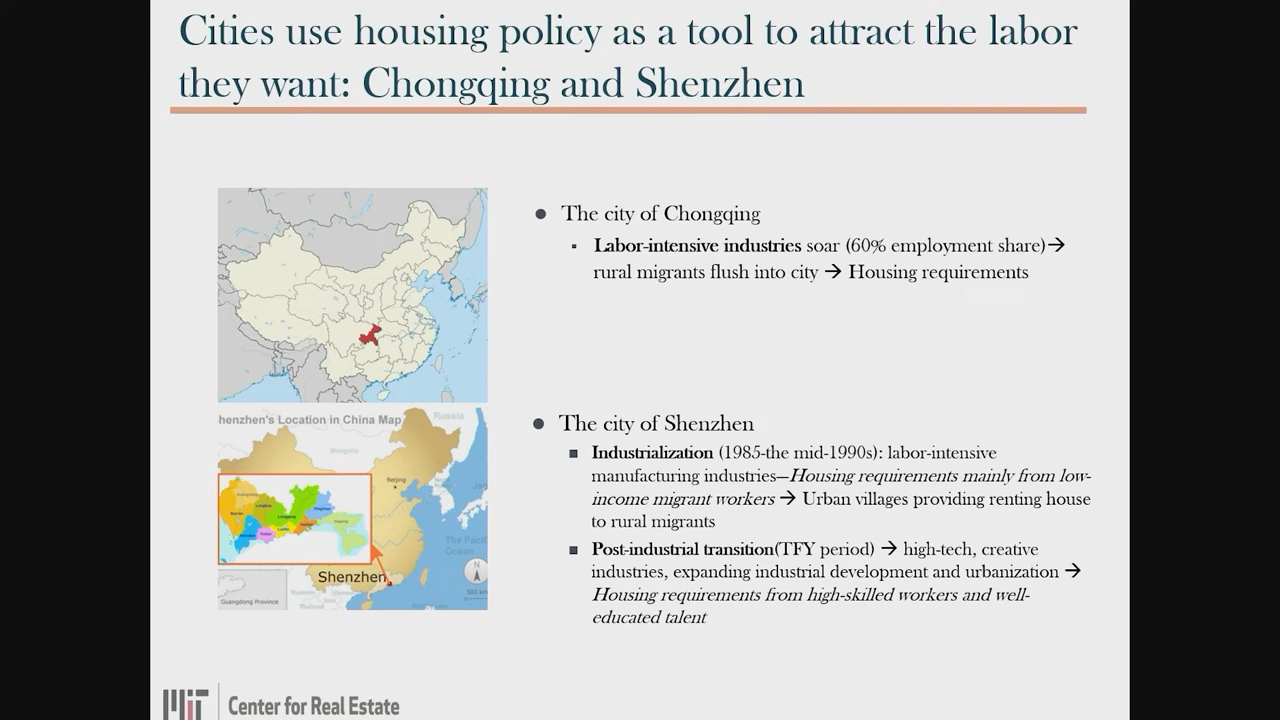 Cities use housing policy as a tool to attract the labor
they want: Chongqing and Shenzhen
● The city of Chongqing
▪ Labor-intensive industries soar (60% employment share)→
rural migrants flush into city → Housing requirements
henzhen's Location in China Map
Russia
Mongolia
Beijing
Shenzhen
Guangdong Province
The Pacific
Ocean
N
● The city of Shenzhen
■ Industrialization (1985-the mid-1990s): labor-intensive
manufacturing industries—Housing requirements mainly from low-
income migrant workers → Urban villages providing renting house
to rural migrants
■ Post-industrial transition(TFY period) → high-tech, creative
industries, expanding industrial development and urbanization →
Housing requirements from high-skilled workers and well-
educated talent
MIT Center for Real Estate